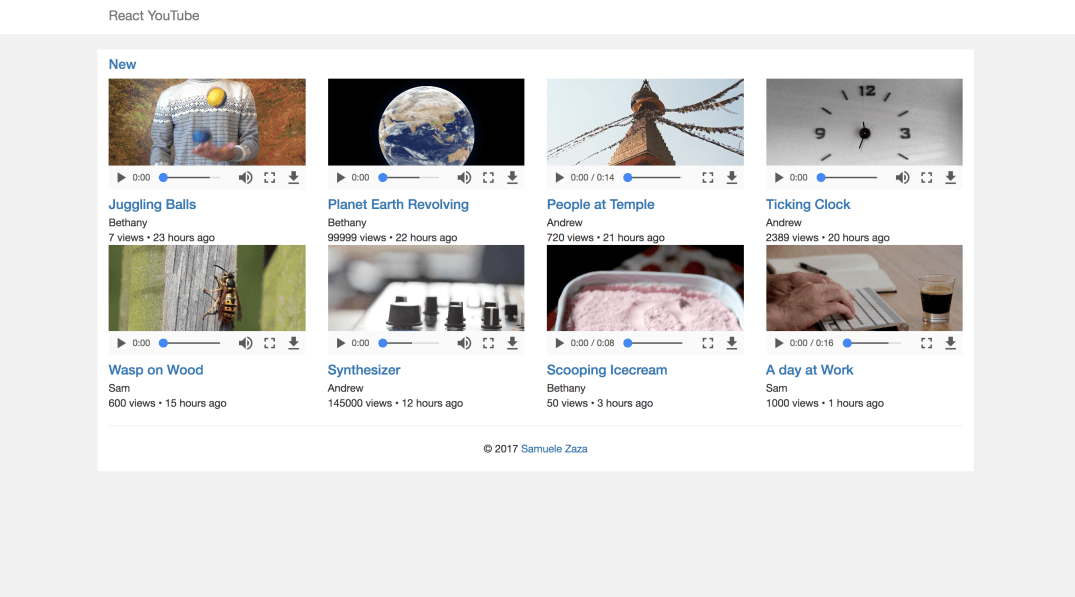 React YouTube
New
0:00
0:00
0:00 / 0:14
12
9
3
0:00
Juggling Balls
Bethany
7 views • 23 hours ago
Planet Earth Revolving
Bethany
99999 views • 22 hours ago
People at Temple
Andrew
720 views • 21 hours ago
Ticking Clock
Andrew
2389 views • 20 hours ago
0:00
0:00
0:00 / 0:08
0:00 / 0:16
Wasp on Wood
Sam
600 views • 15 hours ago
Synthesizer
Andrew
145000 views • 12 hours ago
Scooping Icecream
Bethany
50 views • 3 hours ago
A day at Work
Sam
1000 views • 1 hours ago
© 2017 Samuele Zaza